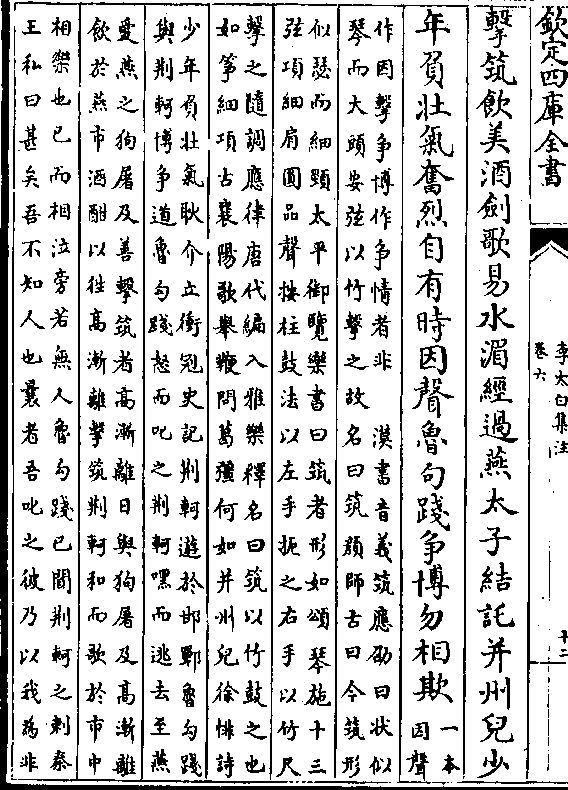 欽定四庫全書
李太白集注
卷六
十二
擊筑飲美酒劍歌易水湄經過燕太子結託并州兒少
年負壯氣奮烈自有時因聲魯句踐爭博勿相欺
一本
因聲
作因擊爭博作爭情者非　漢書音義筑應劭曰狀似
琴而大頭安弦以竹擊之故名曰筑顔師古曰今筑形
似瑟而細頸太平御覽樂書曰筑者形如頌琴施十三
弦項細肩圓品聲按柱鼓法以左手扼之右手以竹尺
擊之隨調應律唐代編入雅樂釋名曰筑以竹鼓之也
如箏細項古襄陽歌舉鞭問葛彊何如并州兒徐悱詩
少年負壯氣耿介立衝冠史記荆軻遊於邯鄲魯勾踐
與荆軻博爭道魯勾踐怒而叱之荆軻嘿而逃去至燕
愛燕之狗屠及善擊筑者高漸離日與狗屠及高漸離
飲於燕市酒酣以往高漸離擊筑荆軻和而歌於市中
相樂也已而相泣旁若無人魯勾踐已聞荆軻之刺秦
王私曰甚矣吾不知人也曩者吾叱之彼乃以我為非